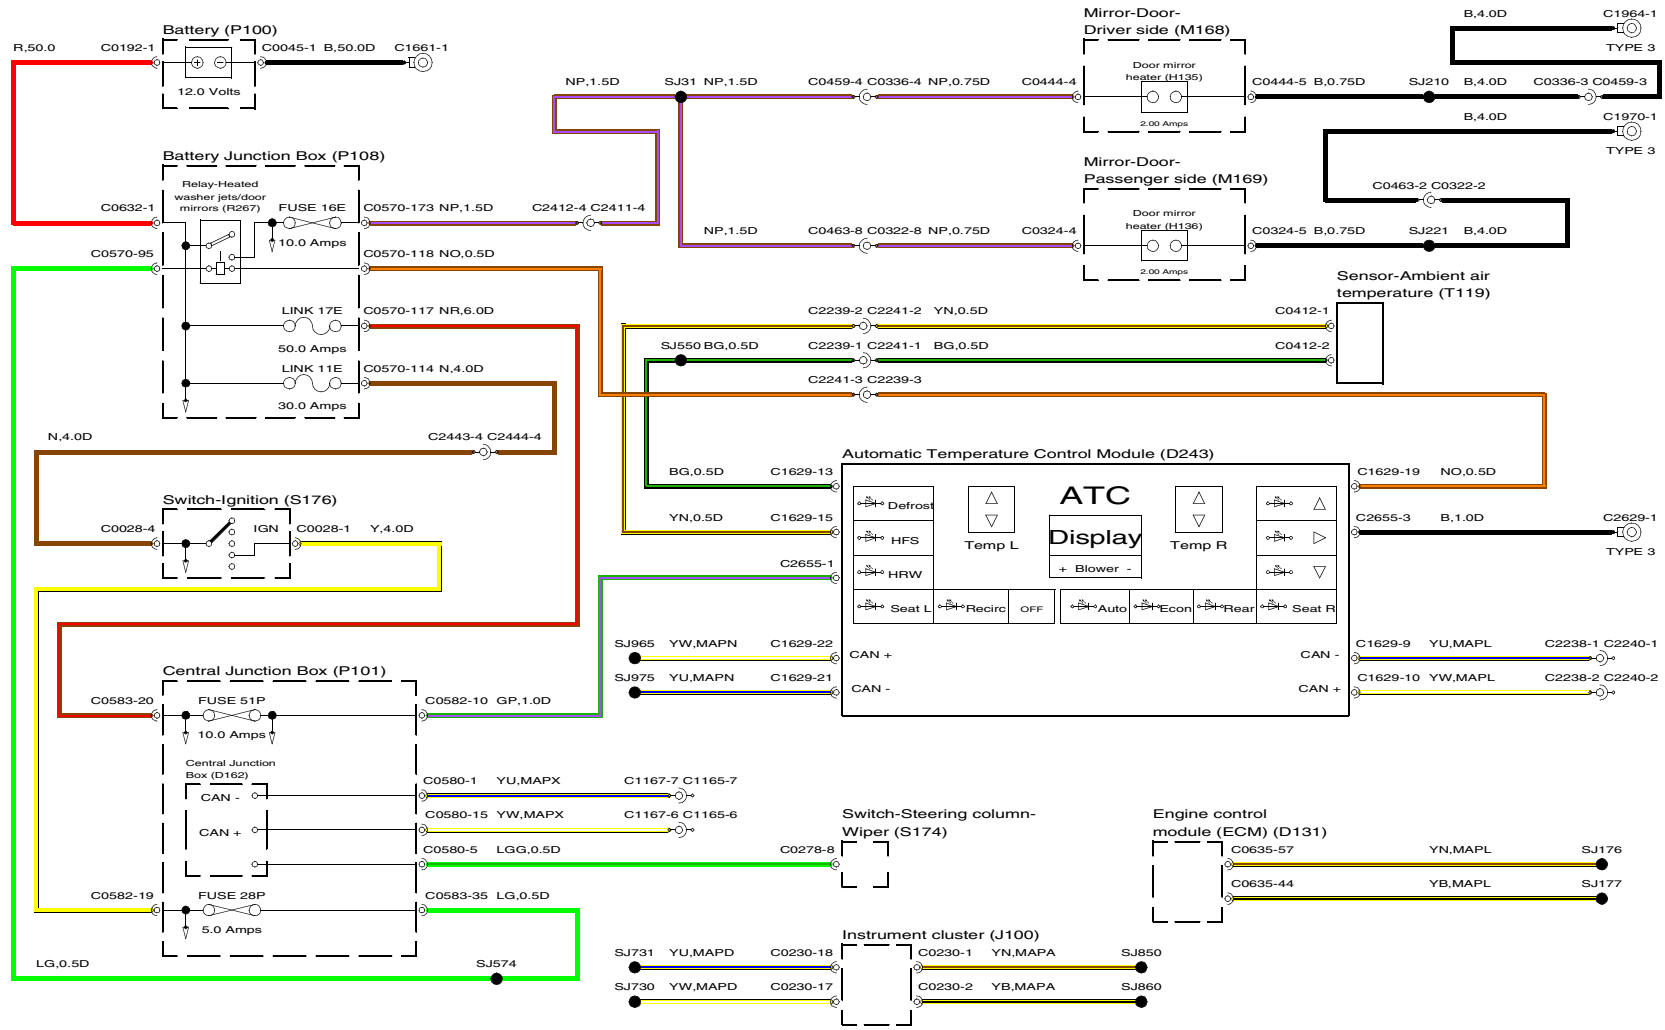 Mirror-Door-
Driver side (M168)
B,4.0D
C1964-1
TYPE 3
Battery (P100)
R,50.0
C0192-1
C0045-1 B,50.0D
C1661-1
12.0 Volts
Door mirror
heater (H135)
2.00 Amps
NP,1.5D
SJ31 NP,1.5D
C0459-4 C0336-4 NP,0.75D
C0444-4
C0444-5 B,0.75D
SJ210
B,4.0D
C0336-3 C0459-3
B,4.0D
C1970-1
TYPE 3
Battery Junction Box (P108)
Relay-Heated
washer jets/door
mirrors (R267)
FUSE 16E
10.0 Amps
C0632-1
C0570-173 NP,1.5D
C2412-4 C2411-4
Mirror-Door-
Passenger side (M169)
Door mirror
heater (H136)
2.00 Amps
C0463-2 C0322-2
NP,1.5D
C0463-8 C0322-8 NP,0.75D
C0324-4
C0324-5 B,0.75D
SJ221
B,4.0D
C0570-95
C0570-118 NO,0.5D
Sensor-Ambient air
temperature (T119)
LINK 17E
50.0 Amps
C0570-117 NR,6.0D
C2239-2 C2241-2 YN,0.5D
C0412-1
SJ550 BG,0.5D
C2239-1 C2241-1 BG,0.5D
C0412-2
LINK 11E
30.0 Amps
C0570-114 N,4.0D
C2241-3 C2239-3
N,4.0D
C2443-4 C2444-4
Automatic Temperature Control Module (D243)
BG,0.5D
C1629-13
C1629-19 NO,0.5D
YN,0.5D
C1629-15
C2655-3 B,1.0D
C2629-1
TYPE 3
C2655-1
Defrost
HFS
HRW
Seat L
Recirc
OFF
Auto
Econ
Rear
Seat R
Temp L
ATC
Display
+ Blower -
Temp R
Switch-Ignition (S176)
C0028-4
IGN
C0028-1 Y,4.0D
SJ965 YW,MAPN
C1629-22
CAN +
CAN -
C1629-9 YU,MAPL
C2238-1 C2240-1
SJ975 YU,MAPN
C1629-21
CAN -
CAN +
C1629-10 YW,MAPL
C2238-2 C2240-2
Central Junction Box (P101)
C0583-20
FUSE 51P
10.0 Amps
C0582-10 GP,1.0D
Central Junction
Box (D162)
CAN -
C0580-1 YU,MAPX
C1167-7 C1165-7
CAN +
C0580-15 YW,MAPX
C1167-6 C1165-6
C0580-5 LGG,0.5D
C0278-8
Switch-Steering column-
Wiper (S174)
Engine control
module (ECM) (D131)
C0635-57
YN,MAPL
SJ176
C0635-44
YB,MAPL
SJ177
C0582-19
FUSE 28P
5.0 Amps
C0583-35 LG,0.5D
LG,0.5D
SJ574
Instrument cluster (J100)
SJ731 YU,MAPD
C0230-18
C0230-1 YN,MAPA
SJ850
SJ730 YW,MAPD
C0230-17
C0230-2 YB,MAPA
SJ860